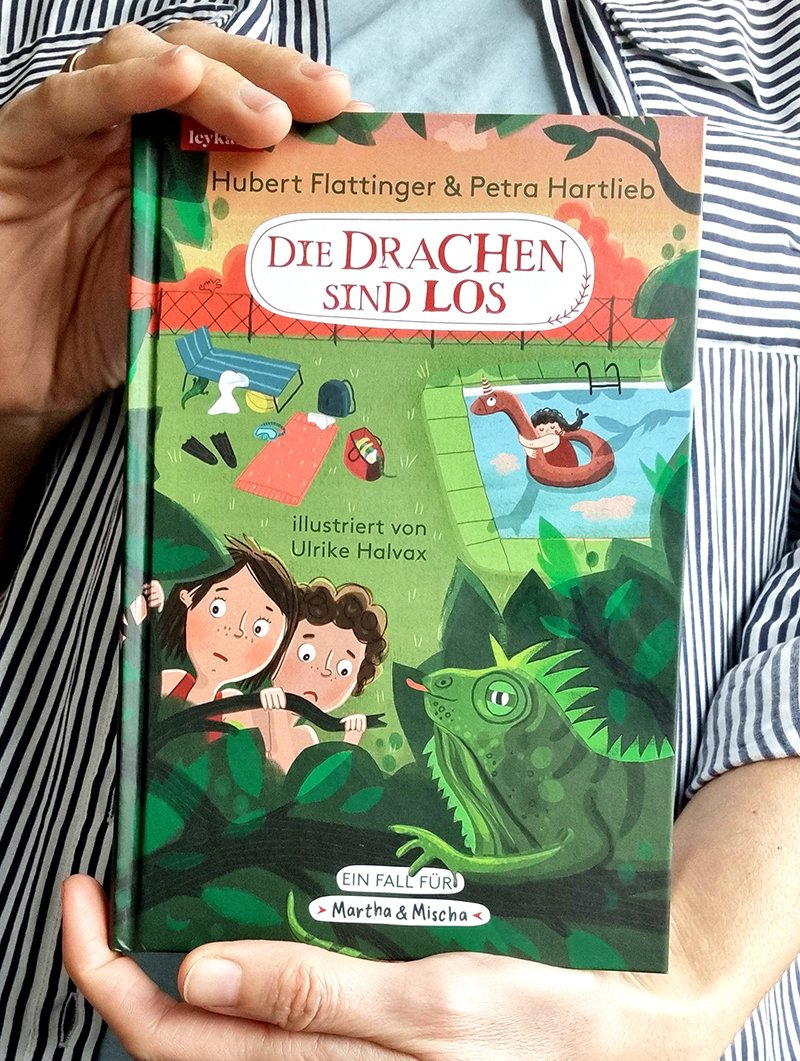 Hubert Flattinger & Petra Hartlieb
DIE DRACHEN
SIND LOS
illustriert von
Ulrike Halvax
EIN FALL FÜR
Martha & Mischa